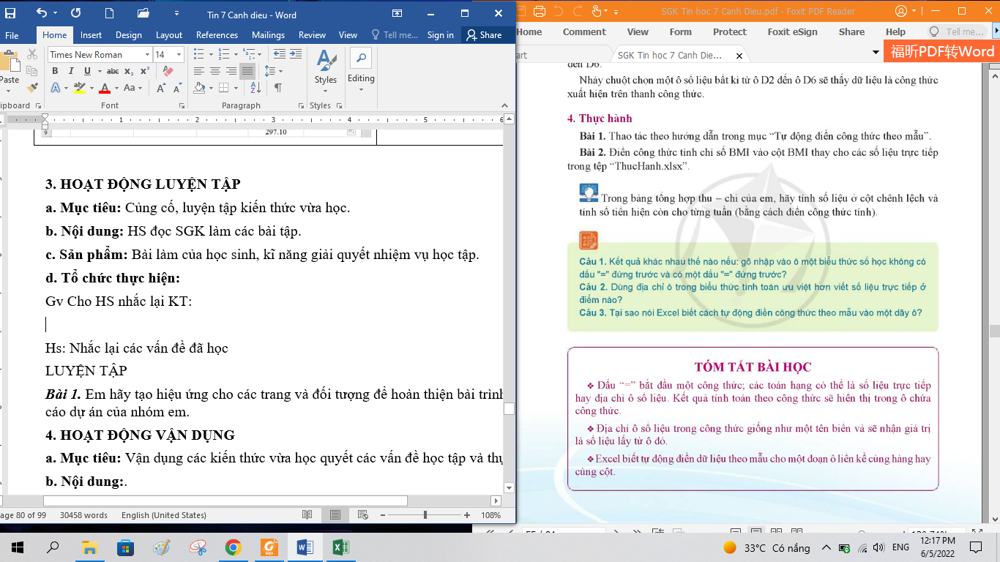 Tin 7 Canh dieu - Word
File
Home
Insert
Design
Layout
References
Mailings
Review
View
Tell me...
Sign in
Share
Times New Roman
14
Paste
Styles
Editing
Font
Paragraph
Styles
9
297.10
3. HOẠT ĐỘNG LUYỆN TẬP
a. Mục tiêu: Củng cố, luyện tập kiến thức vừa học.
b. Nội dung: HS đọc SGK làm các bài tập.
c. Sản phẩm: Bài làm của học sinh, kĩ năng giải quyết nhiệm vụ học tập.
d. Tổ chức thực hiện:
Gv Cho HS nhắc lại KT:
Hs: Nhắc lại các vấn đề đã học
LUYỆN TẬP
Bài 1. Em hãy tạo hiệu ứng cho các trang và đối tượng để hoàn thiện bài trình
cáo dự án của nhóm em.
4. HOẠT ĐỘNG VẬN DỤNG
a. Mục tiêu: Vận dụng các kiến thức vừa học quyết các vấn đề học tập và thự
b. Nội dung:.
age 80 of 99
30458 words
English (United States)
108%
SGK Tin hoc 7 Canh Dieu.pdf - Foxit PDF Reader
Home
Comment
View
Form
Protect
Foxit eSign
Share
Help
Tell me...
art
SGK Tin hoc 7 Canh Die...
福昕PDF转Word
đến D6.
Nháy chuột chọn một ô số liệu bất kì từ ô D2 đến ô D6 sẽ thấy dữ liệu là công thức
xuất hiện trên thanh công thức.
4. Thực hành
Bài 1. Thao tác theo hướng dẫn trong mục “Tự động điền công thức theo mẫu”.
Bài 2. Điền công thức tính chỉ số BMI vào cột BMI thay cho các số liệu trực tiếp
trong tệp “ThucHanh.xlsx”.
Trong bảng tổng hợp thu – chi của em, hãy tính số liệu ở cột chênh lệch và
tính số tiền hiện còn cho từng tuần (bằng cách điền công thức tính).
Câu 1. Kết quả khác nhau thế nào nếu: gõ nhập vào ô một biểu thức số học không có
dấu "=" đứng trước và có một dấu "=" đứng trước?
Câu 2. Dùng địa chỉ ô trong biểu thức tính toán ưu việt hơn viết số liệu trực tiếp ở
điểm nào?
Câu 3. Tại sao nói Excel biết cách tự động điền công thức theo mẫu vào một dãy ô?
TÓM TẮT BÀI HỌC
❖ Dấu “=” bắt đầu một công thức; các toán hạng có thể là số liệu trực tiếp
hay địa chỉ ô số liệu. Kết quả tính toán theo công thức sẽ hiển thị trong ô chứa
công thức.
❖ Địa chỉ ô số liệu trong công thức giống như một tên biến và sẽ nhận giá trị
là số liệu lấy từ ô đó.
❖ Excel biết tự động điền dữ liệu theo mẫu cho một đoạn ô liền kề cùng hàng hay
cùng cột.
33°C Có nắng
ENG
12:17 PM
6/5/2022